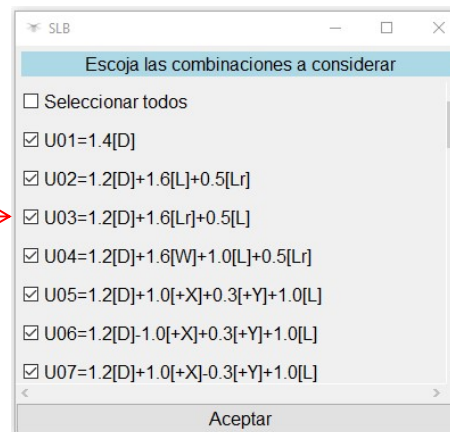 SLB
Escoja las combinaciones a considerar
Seleccionar todos
U01=1.4[D]
U02=1.2[D]+1.6[L]+0.5[Lr]
U03=1.2[D]+1.6[Lr]+0.5[L]
U04=1.2[D]+1.6[W]+1.0[L]+0.5[Lr]
U05=1.2[D]+1.0[+X]+0.3[+Y]+1.0[L]
U06=1.2[D]-1.0[+X]+0.3[+Y]+1.0[L]
U07=1.2[D]+1.0[+X]-0.3[+Y]+1.0[L]
Aceptar